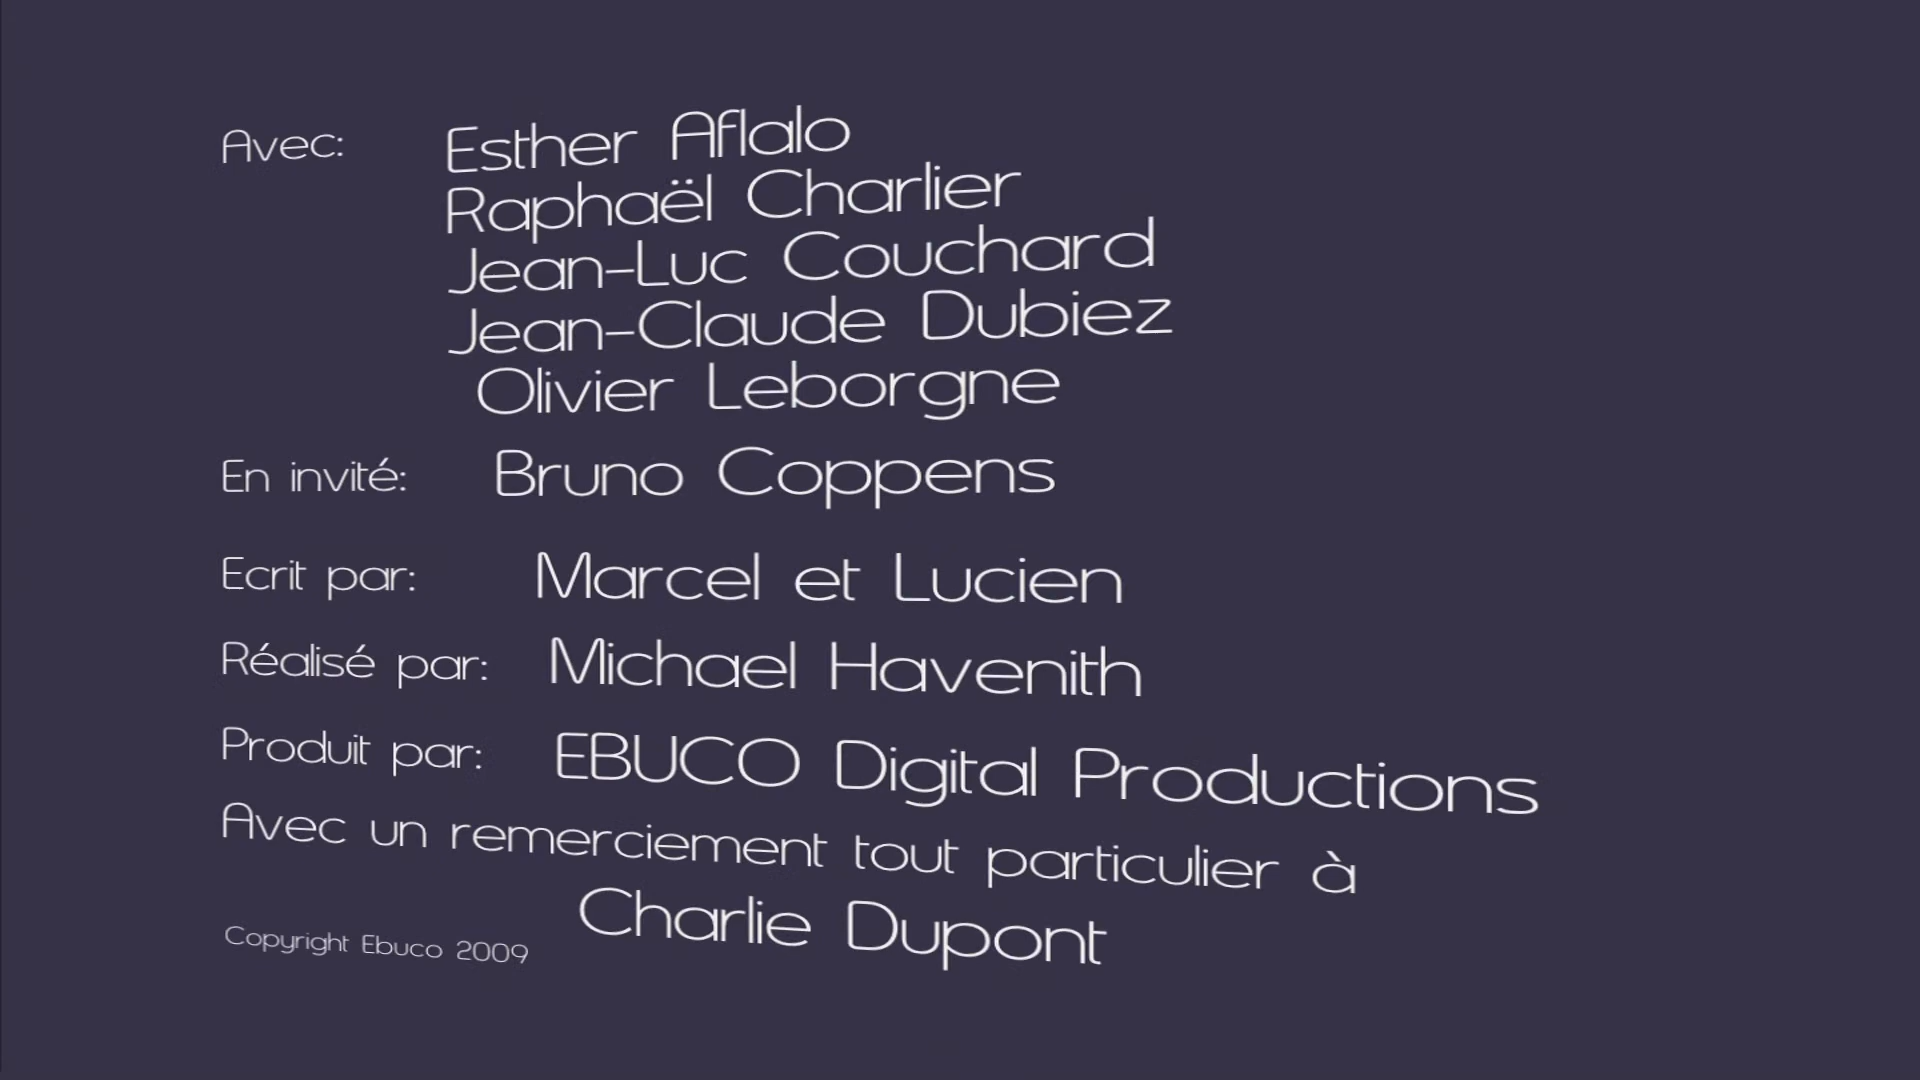 Avec: Esther Aflalo
Raphaël Charlier
Jean-Luc Couchard
Jean-Claude Dubiez
Olivier Leborgne
En invité: Bruno Coppens
Ecrit par: Marcel et Lucien
Réalisé par: Michael Havenith
Produit par: EBUCO Digital Productions
Avec un remerciement tout particulier à
Charlie Dupont
Copyright Ebuco 2009